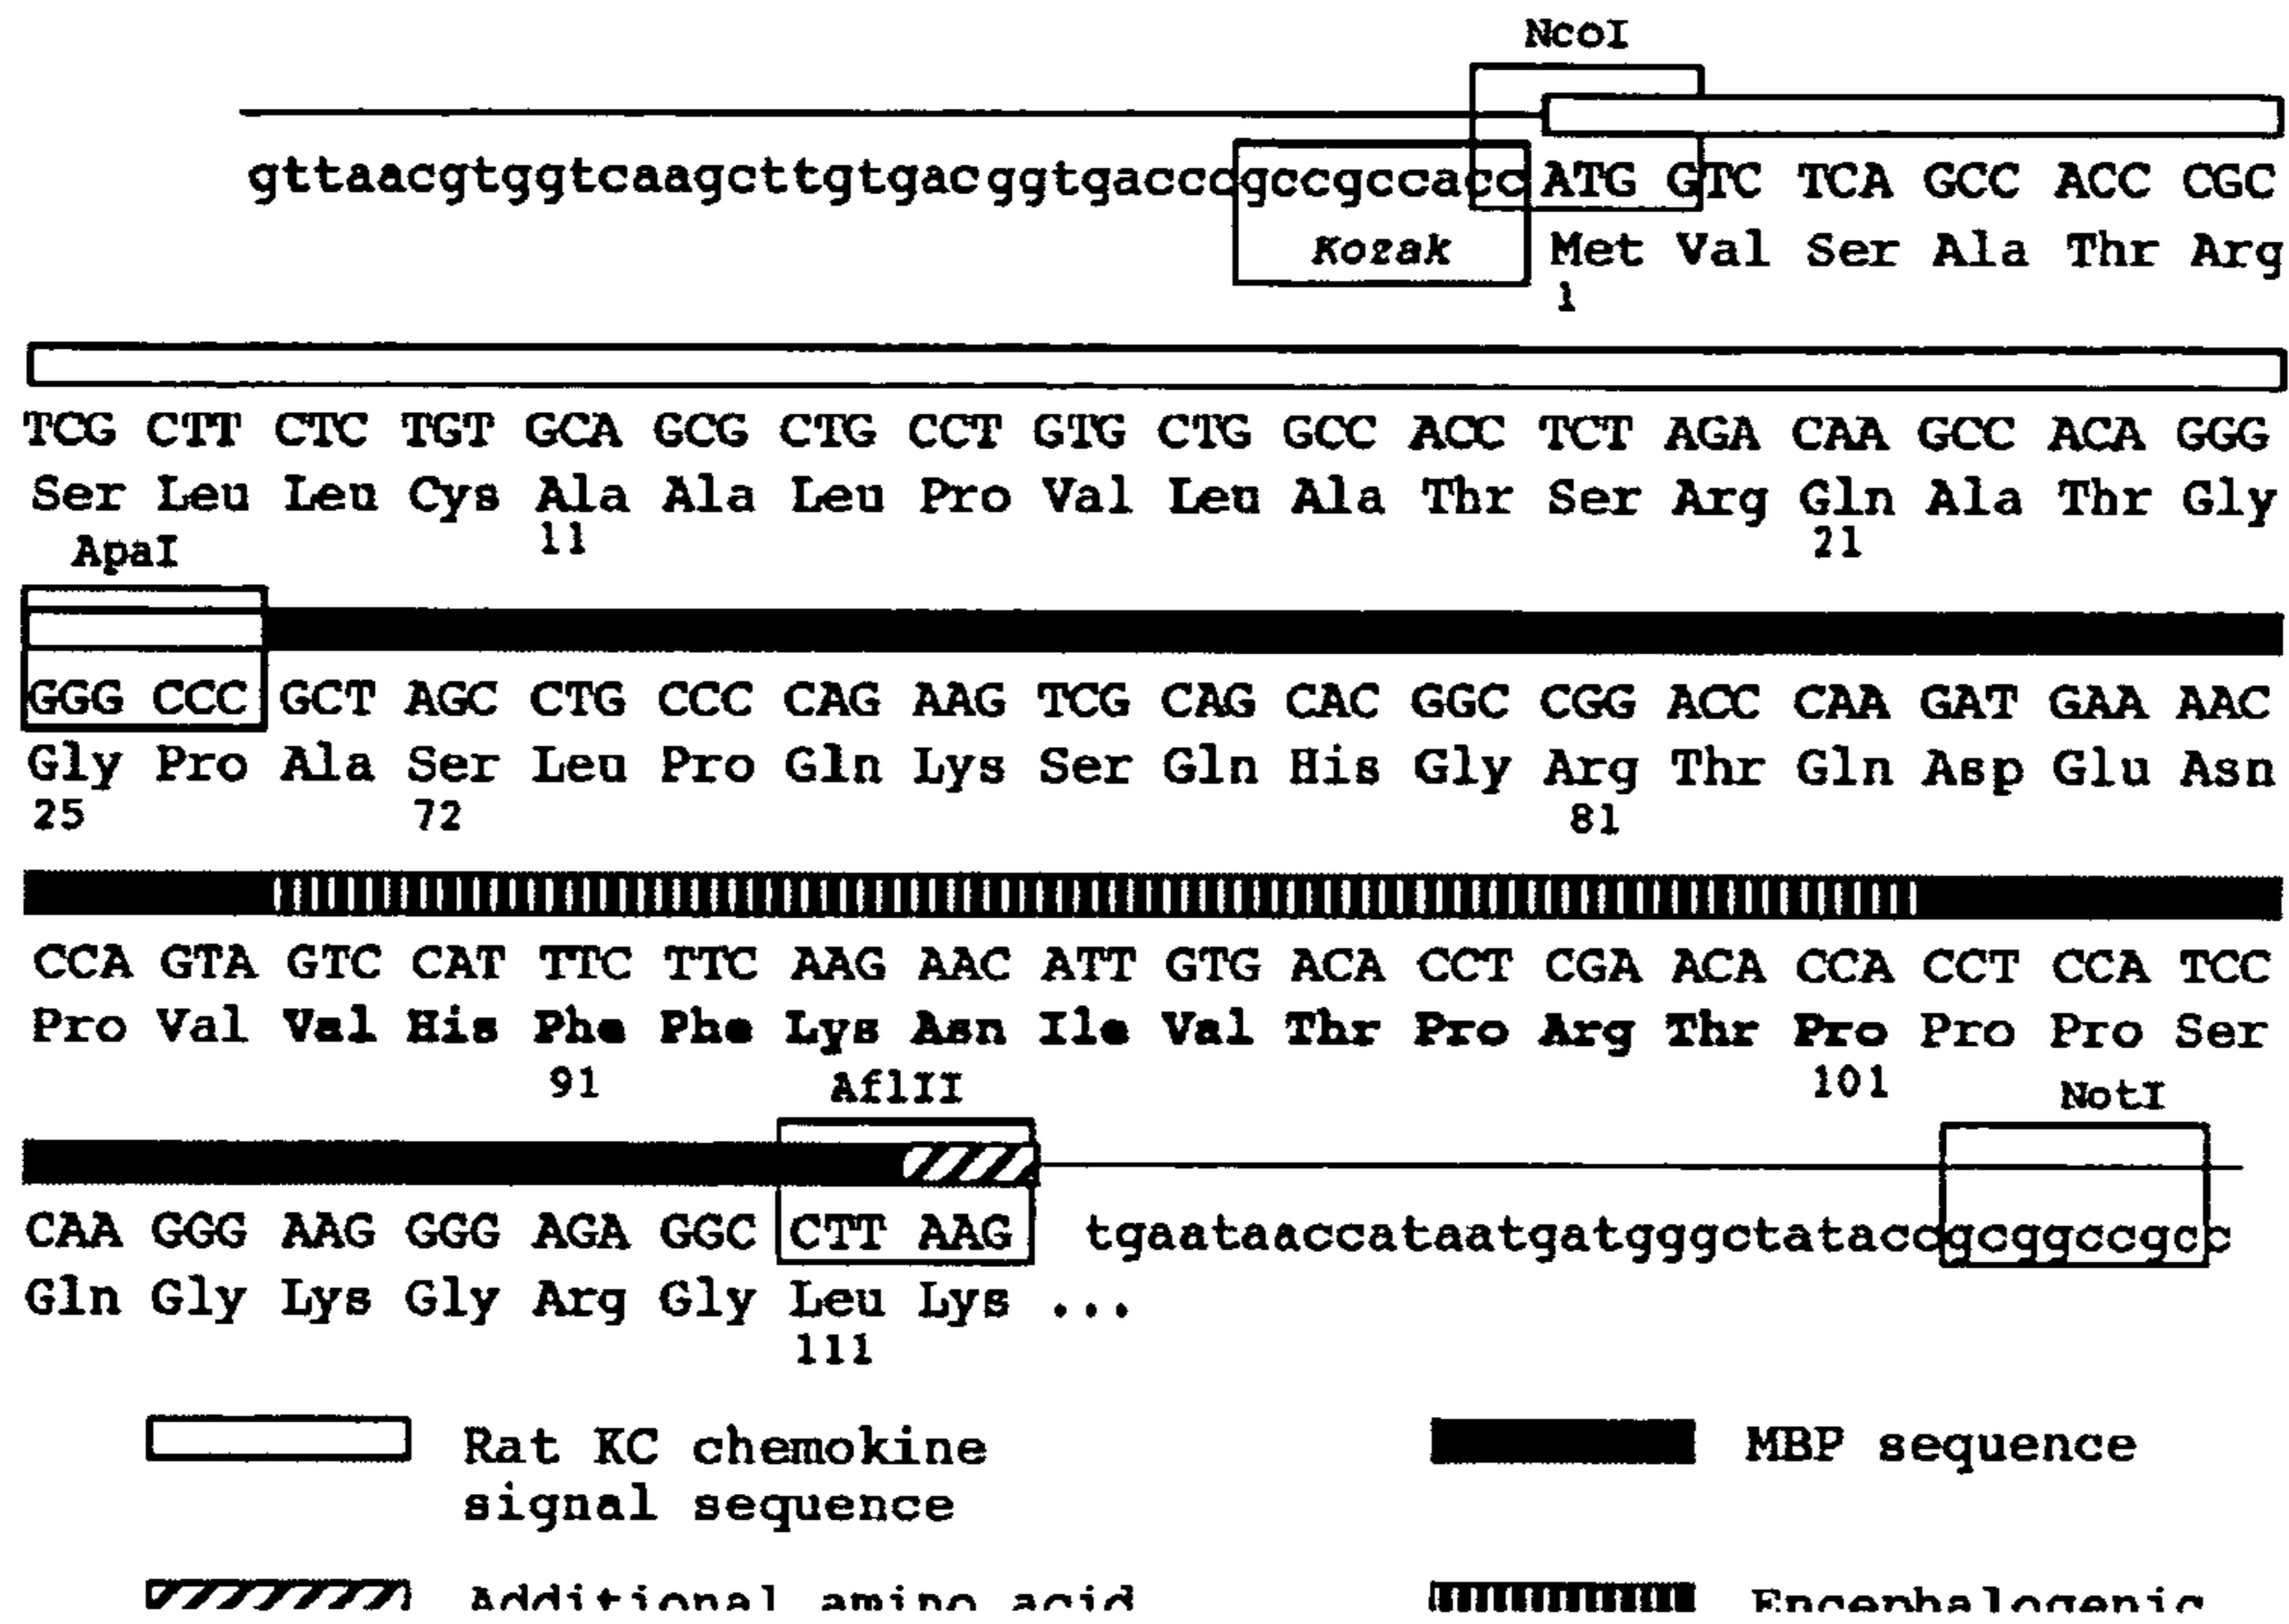 NcoI
gttaacgtggtcaagcttgtgacggtgacccgccgccacc ATG GTC TCA GCC ACC CGC
Kozak Met Val Ser Ala Thr Arg
1
TCG CTT CTC TGT GCA GCG CTG CCT GTG CTG GCC ACC TCT AGA CAA GCC ACA GGG
Ser Leu Leu Cys Ala Ala Leu Pro Val Leu Ala Thr Ser Arg Gln Ala Thr Gly
11 21
ApaI
GGG CCC GCT AGC CTG CCC CAG AAG TCG CAG CAC GGC CGG ACC CAA GAT GAA AAC
Gly Pro Ala Ser Leu Pro Gln Lys Ser Gln His Gly Arg Thr Gln Asp Glu Asn
25 72 81
CCA GTA GTC CAT TTC TTC AAG AAC ATT GTG ACA CCT CGA ACA CCA CCT CCA TCC
Pro Val Val His Phe Phe Lys Asn Ile Val Thr Pro Arg Thr Pro Pro Pro Ser
91 101
AflII NotI
CAA GGG AAG GGG AGA GGC CTT AAG tgaataaccataatgatgggctataccgcggccgcc
Gln Gly Lys Gly Arg Gly Leu Lys ...
111
Rat KC chemokine MBP sequence
signal sequence
Additional amino acid Encephalogenic